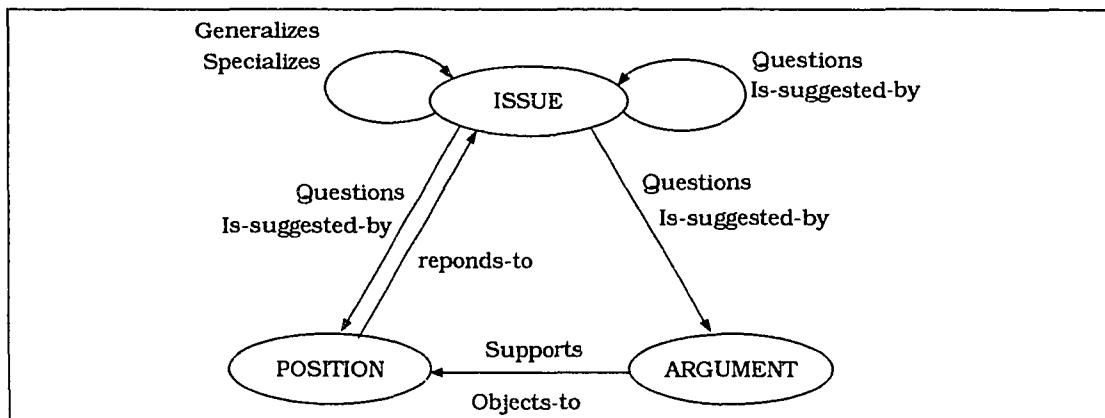 Generalizes
Specializes
ISSUE
Questions
Is-suggested-by
Questions
Is-suggested-by
Questions
Is-suggested-by
reponds-to
POSITION
Supports
ARGUMENT
Objects-to